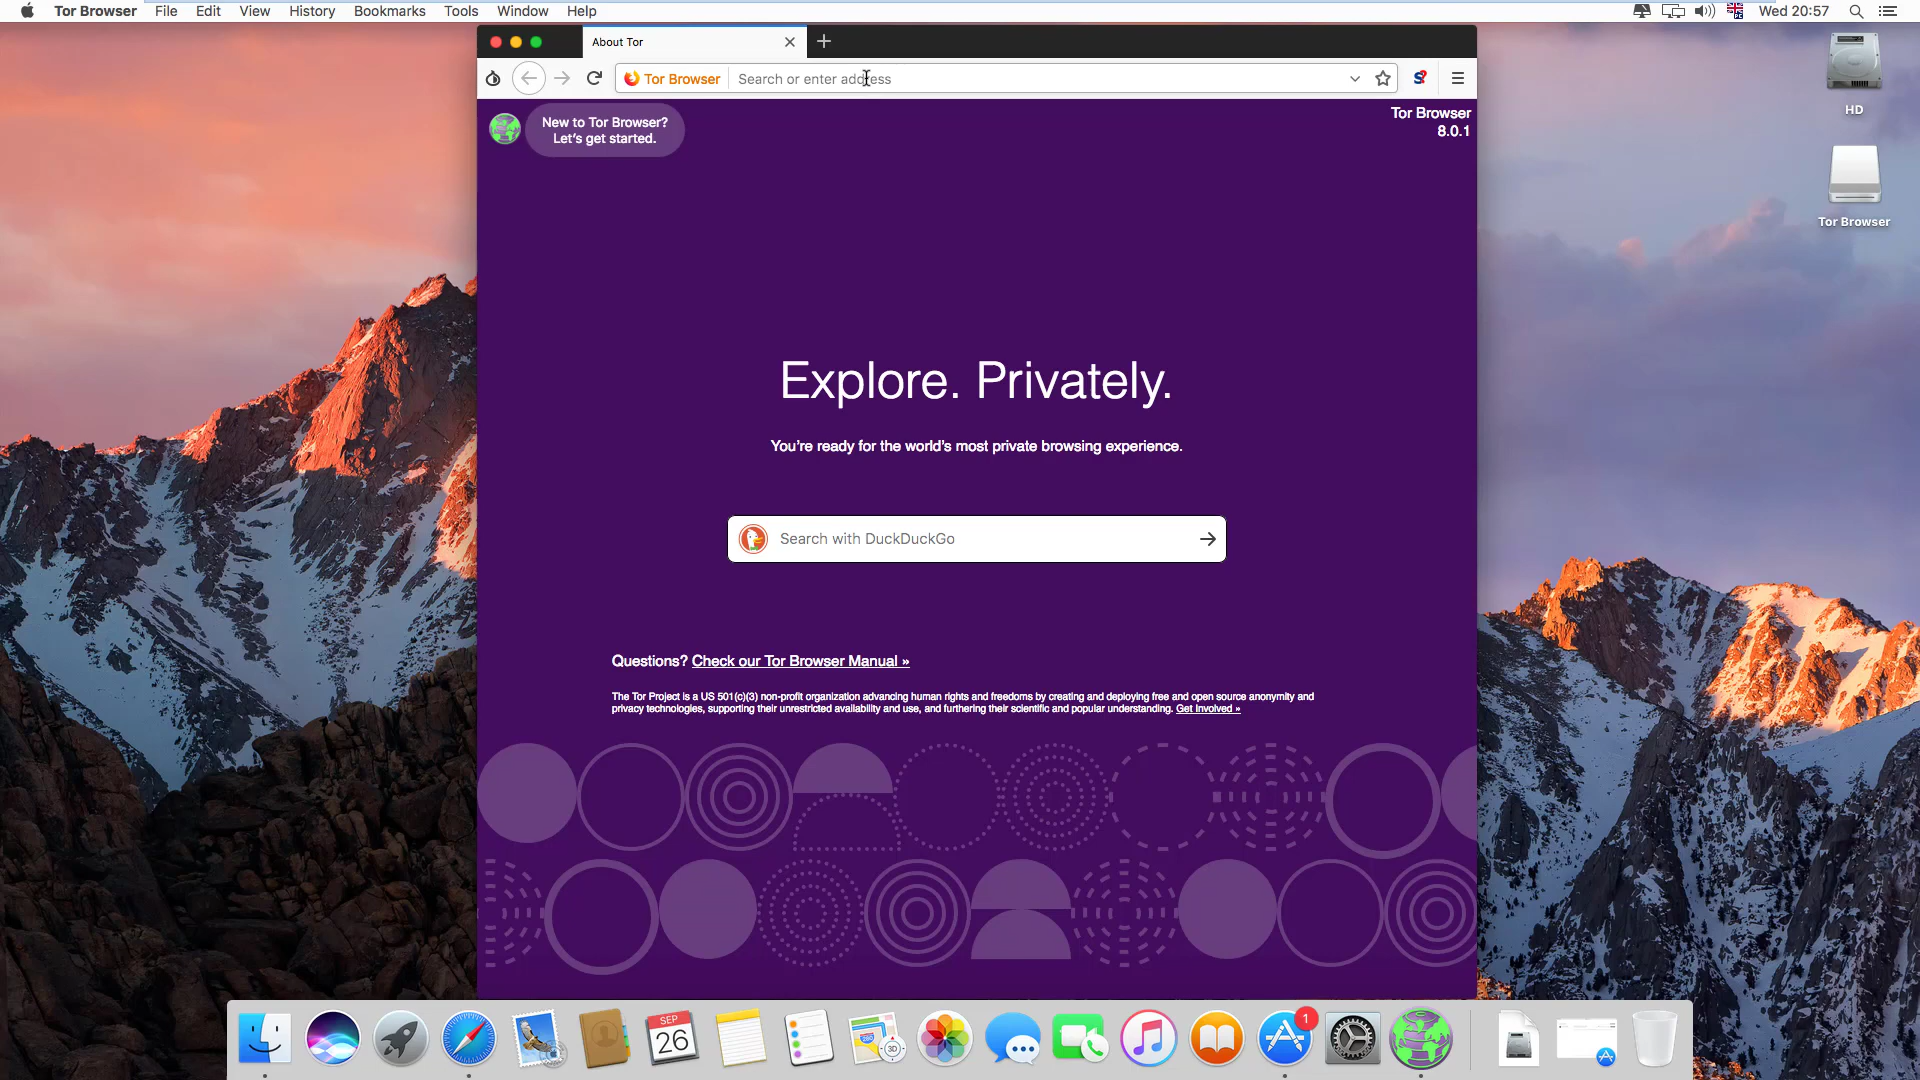 Tor Browser File Edit View History Bookmarks Tools Window Help
Wed 20:57
About Tor
Tor Browser
Search or enter address
S?
New to Tor Browser?
Let's get started.
Tor Browser
8.0.1
HD
Tor Browser
Explore. Privately.
You're ready for the world's most private browsing experience.
Search with DuckDuckGo
Questions? Check our Tor Browser Manual »
The Tor Project is a US 501(c)(3) non-profit organization advancing human rights and freedoms by creating and deploying free and open source anonymity and
privacy technologies, supporting their unrestricted availability and use, and furthering their scientific and popular understanding. Get Involved »
SEP
26
3D
1